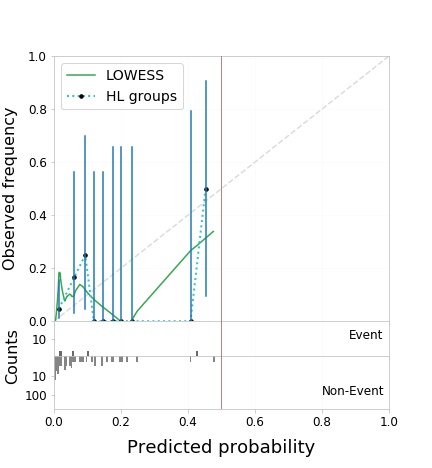 1.0
LOWESS
HL groups
0.8
0.6
0.4
0.2
0.0
Observed frequency
10
Event
10
100
Non-Event
Counts
0.0 0.2 0.4 0.6 0.8 1.0
Predicted probability